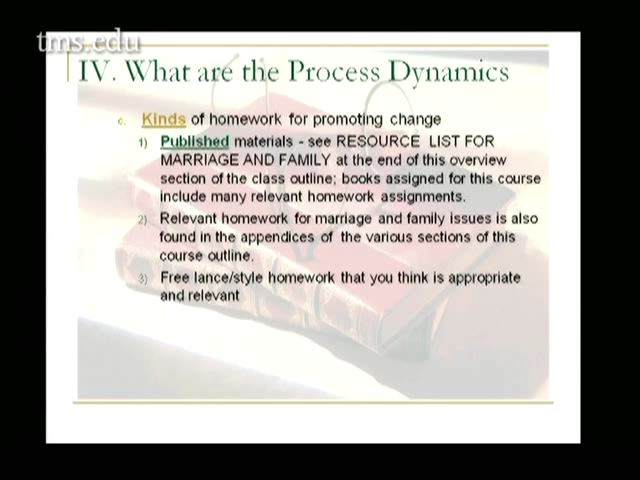 tms.edu
IV. What are the Process Dynamics
c. Kinds of homework for promoting change
1) Published materials - see RESOURCE LIST FOR
MARRIAGE AND FAMILY at the end of this overview
section of the class outline; books assigned for this course
include many relevant homework assignments.
2) Relevant homework for marriage and family issues is also
found in the appendices of the various sections of this
course outline.
3) Free lance/style homework that you think is appropriate
and relevant